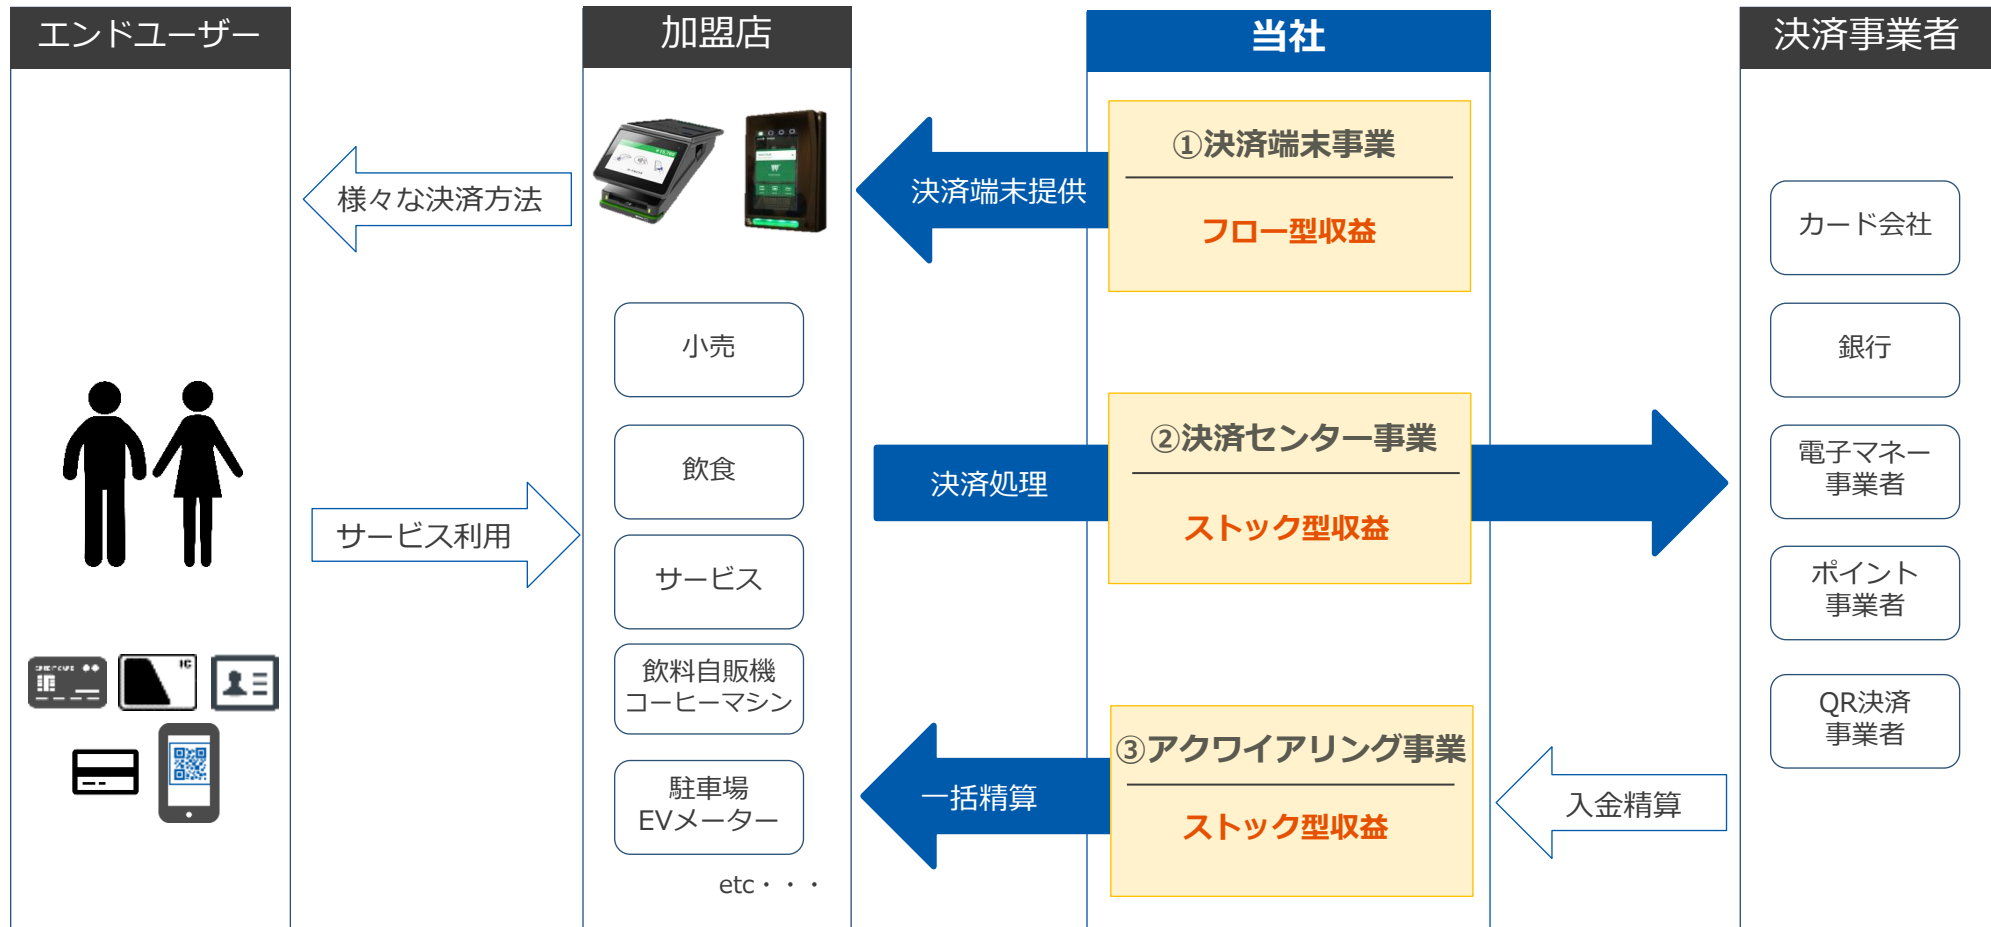 エンドユーザー
加盟店
当社
決済事業者
様々な決済方法
サービス利用
小売
飲食
サービス
飲料自販機
コーヒーマシン
駐車場
EVメーター
etc・・・
決済端末提供
①決済端末事業
フロー型収益
決済処理
②決済センター事業
ストック型収益
一括精算
③アクワイアリング事業
ストック型収益
入金精算
カード会社
銀行
電子マネー
事業者
ポイント
事業者
QR決済
事業者
IC